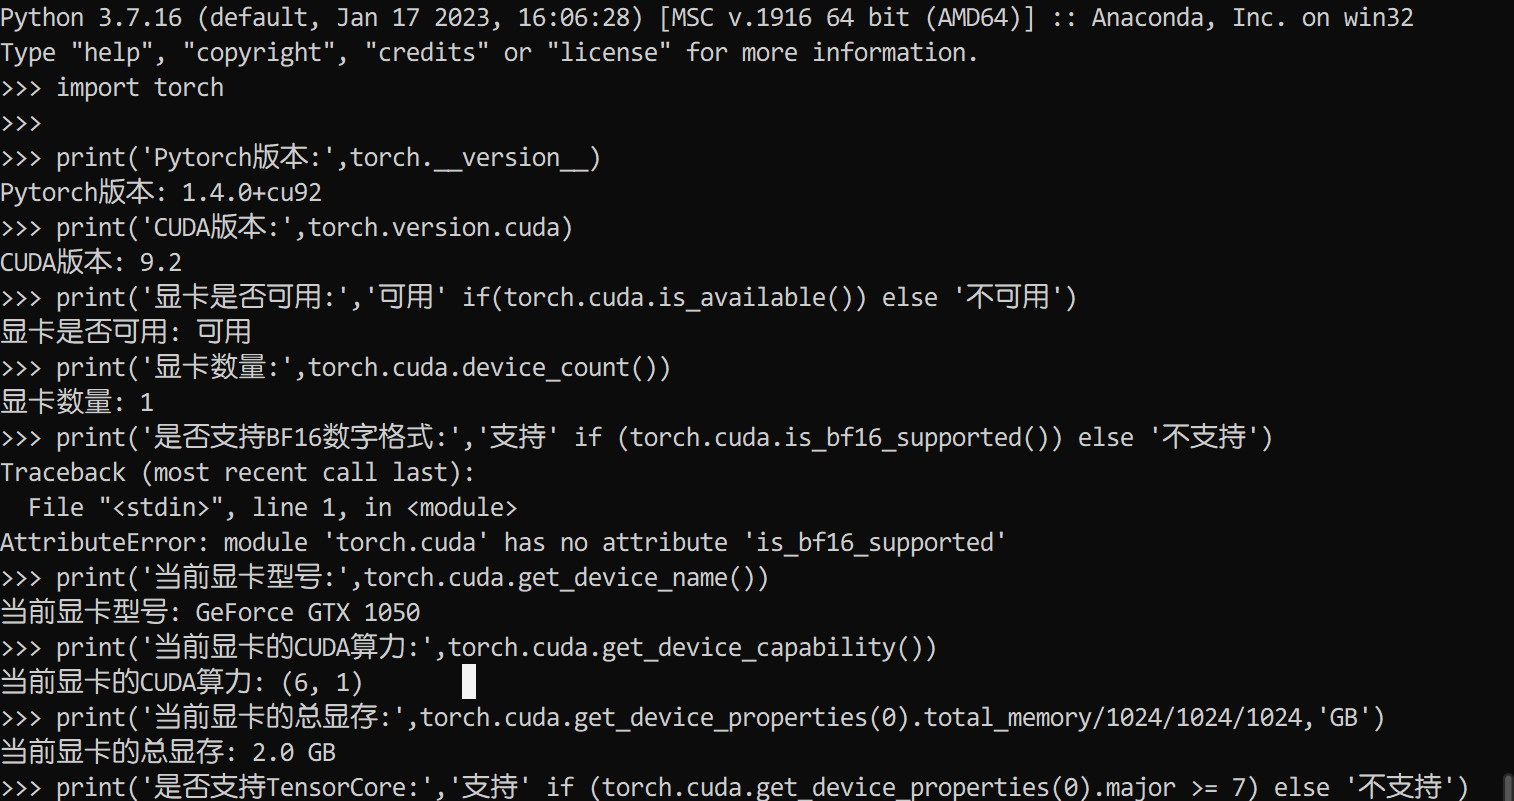 Python 3.7.16 (default, Jan 17 2023, 16:06:28) [MSC v.1916 64 bit (AMD64)] :: Anaconda, Inc. on win32
Type "help", "copyright", "credits" or "license" for more information.
>>> import torch
>>>
>>> print('Pytorch版本:',torch.__version__)
Pytorch版本: 1.4.0+cu92
>>> print('CUDA版本:',torch.version.cuda)
CUDA版本: 9.2
>>> print('显卡是否可用:','可用' if(torch.cuda.is_available()) else '不可用')
显卡是否可用: 可用
>>> print('显卡数量:',torch.cuda.device_count())
显卡数量: 1
>>> print('是否支持BF16数字格式:','支持' if (torch.cuda.is_bf16_supported()) else '不支持')
Traceback (most recent call last):
  File "<stdin>", line 1, in <module>
AttributeError: module 'torch.cuda' has no attribute 'is_bf16_supported'
>>> print('当前显卡型号:',torch.cuda.get_device_name())
当前显卡型号: GeForce GTX 1050
>>> print('当前显卡的CUDA算力:',torch.cuda.get_device_capability())
当前显卡的CUDA算力: (6, 1)
>>> print('当前显卡的总显存:',torch.cuda.get_device_properties(0).total_memory/1024/1024/1024,'GB')
当前显卡的总显存: 2.0 GB
>>> print('是否支持TensorCore:','支持' if (torch.cuda.get_device_properties(0).major >= 7) else '不支持')